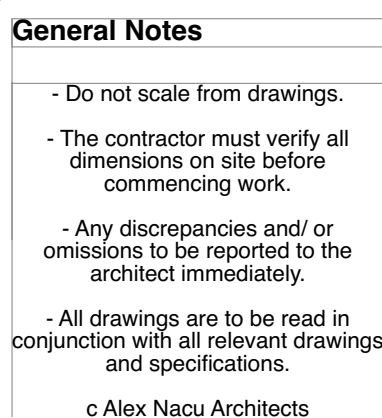 General Notes
- Do not scale from drawings.
- The contractor must verify all
dimensions on site before
commencing work.
- Any discrepancies and/ or
omissions to be reported to the
architect immediately.
- All drawings are to be read in
conjunction with all relevant drawings
and specifications.
c Alex Nacu Architects